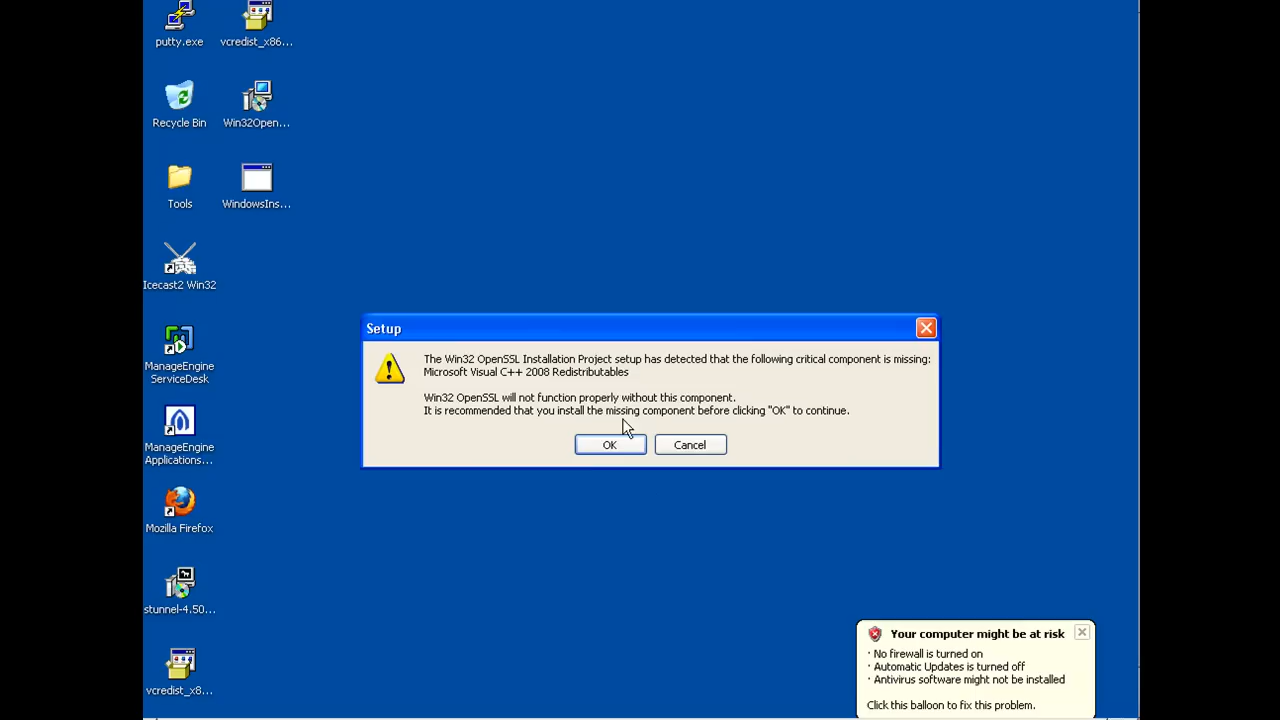 putty.exe
vcredist_x86...
Recycle Bin
Win32Open...
Tools
WindowsIns...
Icecast2 Win32
ManageEngine
ServiceDesk
ManageEngine
Applications...
Mozilla Firefox
stunnel-4.50...
vcredist_x8...
Setup
The Win32 OpenSSL Installation Project setup has detected that the following critical component is missing:
Microsoft Visual C++ 2008 Redistributables
Win32 OpenSSL will not function properly without this component.
It is recommended that you install the missing component before clicking "OK" to continue.
OK
Cancel
Your computer might be at risk
· No firewall is turned on
· Automatic Updates is turned off
· Antivirus software might not be installed
Click this balloon to fix this problem.